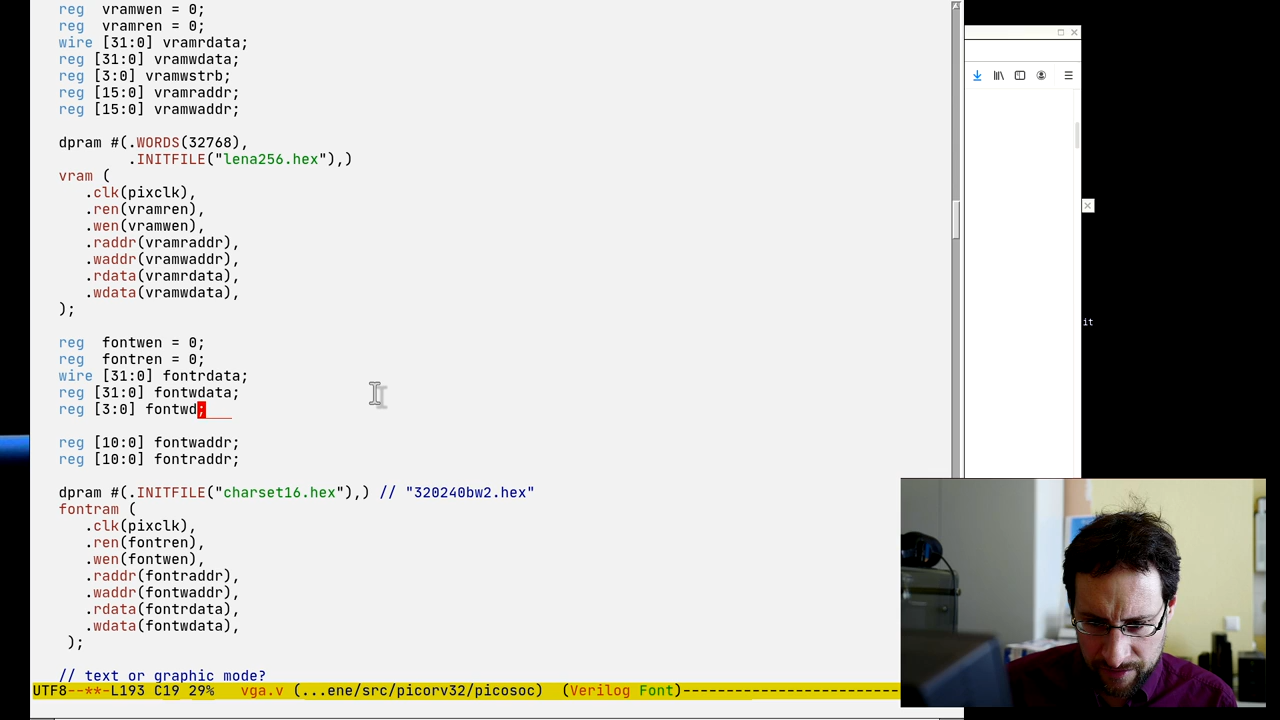 reg  vramwen = 0;
reg  vramren = 0;
wire [31:0] vramrdata;
reg [31:0] vramwdata;
reg [3:0] vramwstrb;
reg [15:0] vramraddr;
reg [15:0] vramwaddr;
dpram #(.WORDS(32768),
.INITFILE("lena256.hex"),)
vram (
.clk(pixclk),
.ren(vramren),
.wen(vramwen),
.raddr(vramraddr),
.waddr(vramwaddr),
.rdata(vramrdata),
.wdata(vramwdata),
);
reg  fontwen = 0;
reg  fontren = 0;
wire [31:0] fontrdata;
reg [31:0] fontwdata;
reg [3:0] fontwd;
reg [10:0] fontwaddr;
reg [10:0] fontraddr;
dpram #(.INITFILE("charset16.hex"),) // "320240bw2.hex"
fontram (
.clk(pixclk),
.ren(fontren),
.wen(fontwen),
.raddr(fontraddr),
.waddr(fontwaddr),
.rdata(fontrdata),
.wdata(fontwdata),
);
// text or graphic mode?
UTF8--**-L193 C19 29%   vga.v (...ene/src/picorv32/picosoc)  (Verilog Font)-------------------------
it